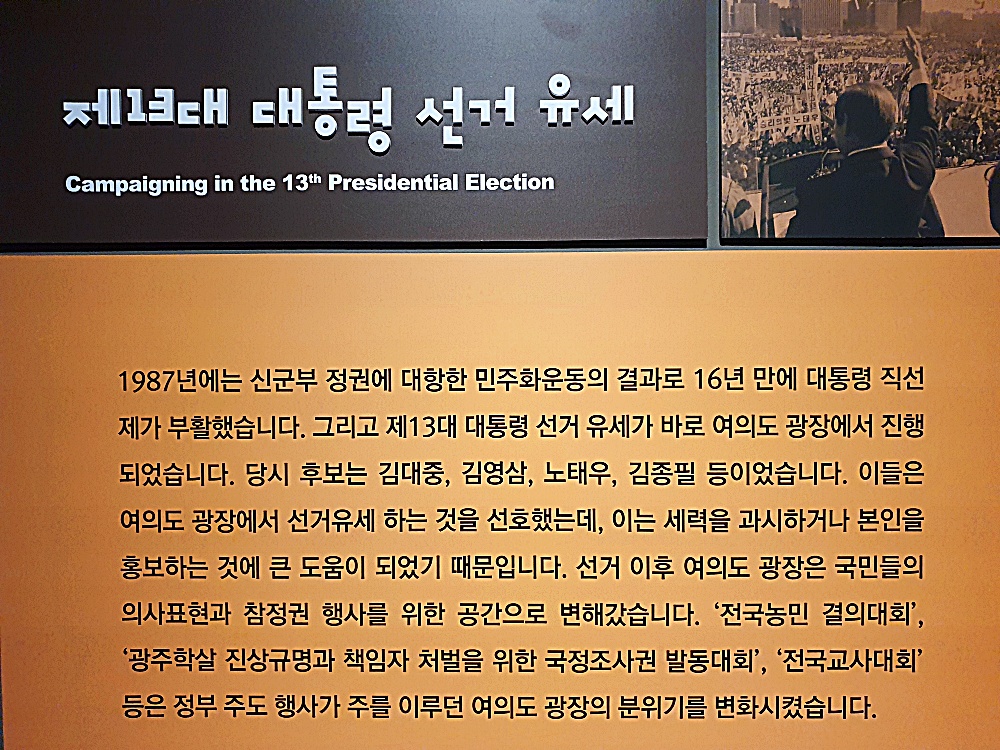 제13대 대통령 선거 유세
Campaigning in the 13th Presidential Election
승리의 빛 노태우
1987년에는 신군부 정권에 대항한 민주화운동의 결과로 16년 만에 대통령 직선
제가 부활했습니다. 그리고 제13대 대통령 선거 유세가 바로 여의도 광장에서 진행
되었습니다. 당시 후보는 김대중, 김영삼, 노태우, 김종필 등이었습니다. 이들은
여의도 광장에서 선거유세 하는 것을 선호했는데, 이는 세력을 과시하거나 본인을
홍보하는 것에 큰 도움이 되었기 때문입니다. 선거 이후 여의도 광장은 국민들의
의사표현과 참정권 행사를 위한 공간으로 변해갔습니다. ‘전국농민 결의대회’,
‘광주학살 진상규명과 책임자 처벌을 위한 국정조사권 발동대회’, ‘전국교사대회’
등은 정부 주도 행사가 주를 이루던 여의도 광장의 분위기를 변화시켰습니다.